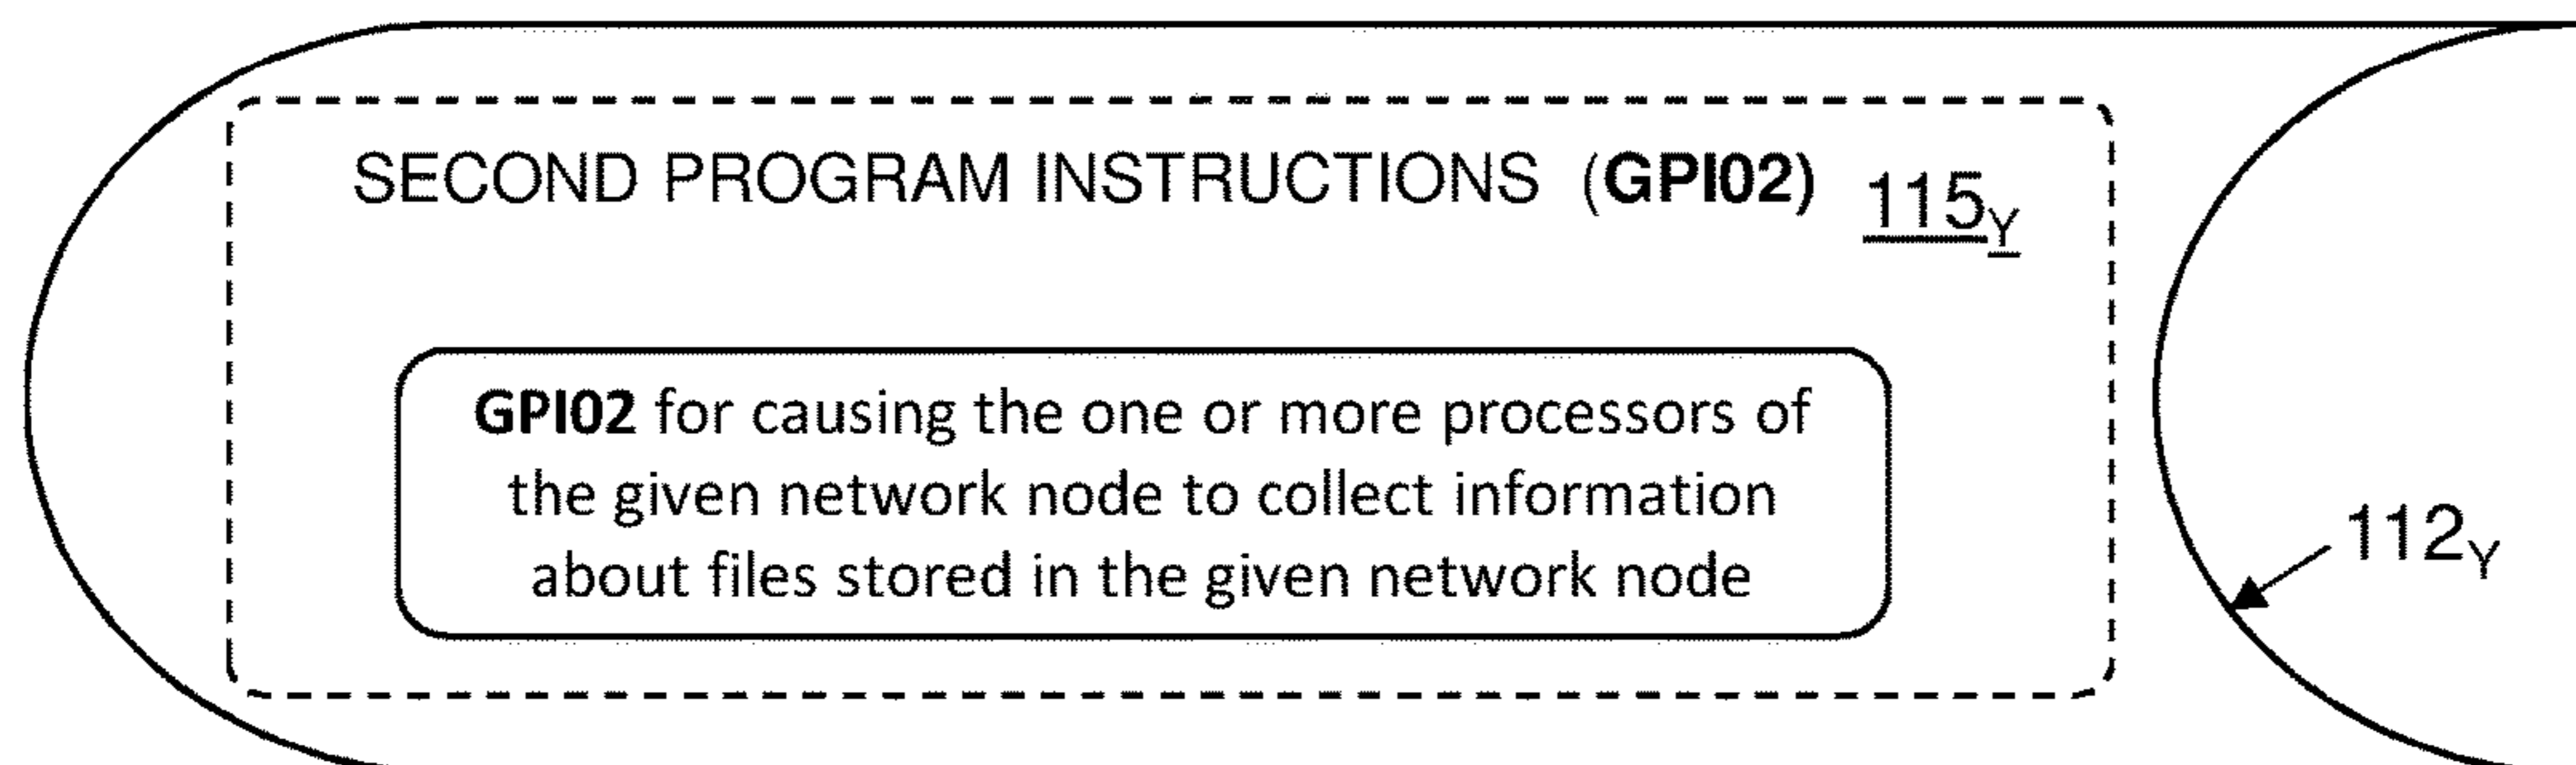 SECOND PROGRAM INSTRUCTIONS (GPI02) 115Y
GPI02 for causing the one or more processors of
the given network node to collect information
about files stored in the given network node
112Y